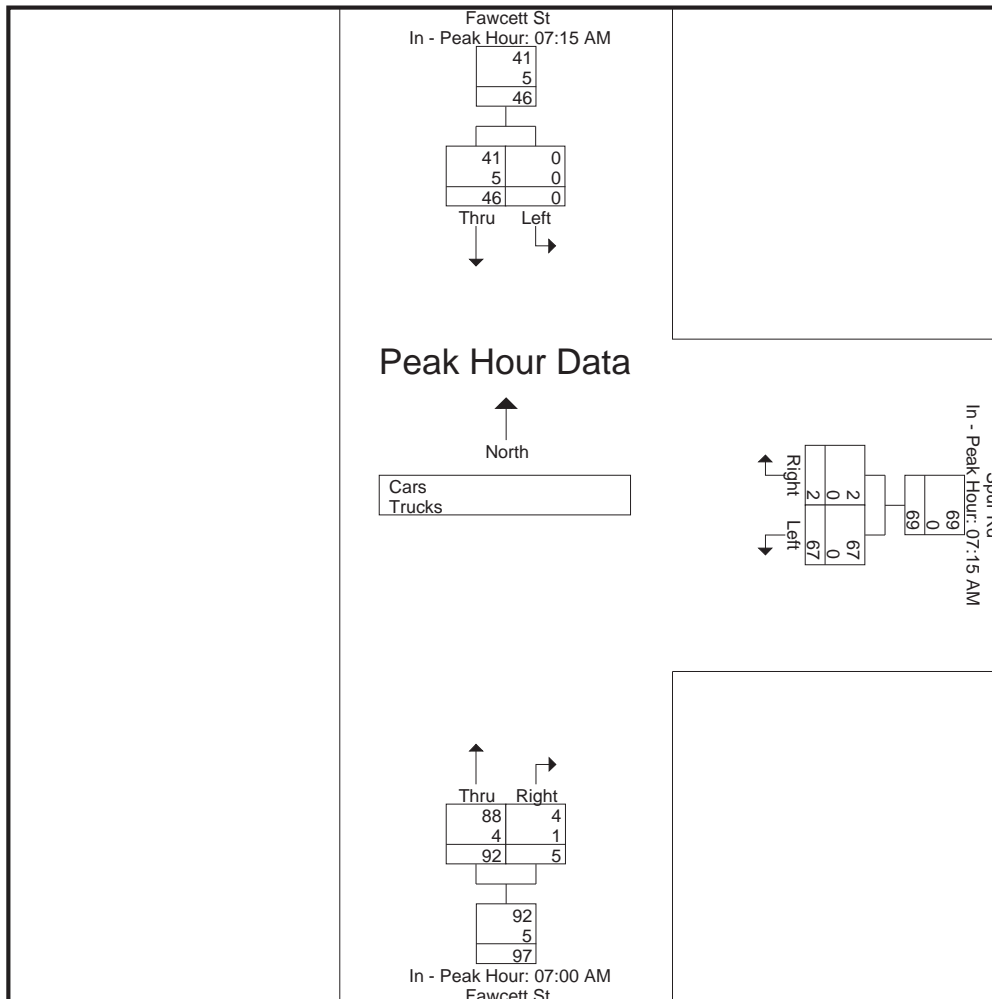 Fawcett St
In - Peak Hour: 07:15 AM
41
5
46
41 0
5 0
46 0
Thru Left
Peak Hour Data
North
Cars
Trucks
In - Peak Hour: 07:15 AM
69
0
69
2 67
0 0
2 67
Right Left
Thru Right
88 4
4 1
92 5
92
5
97
In - Peak Hour: 07:00 AM
Fawcett St